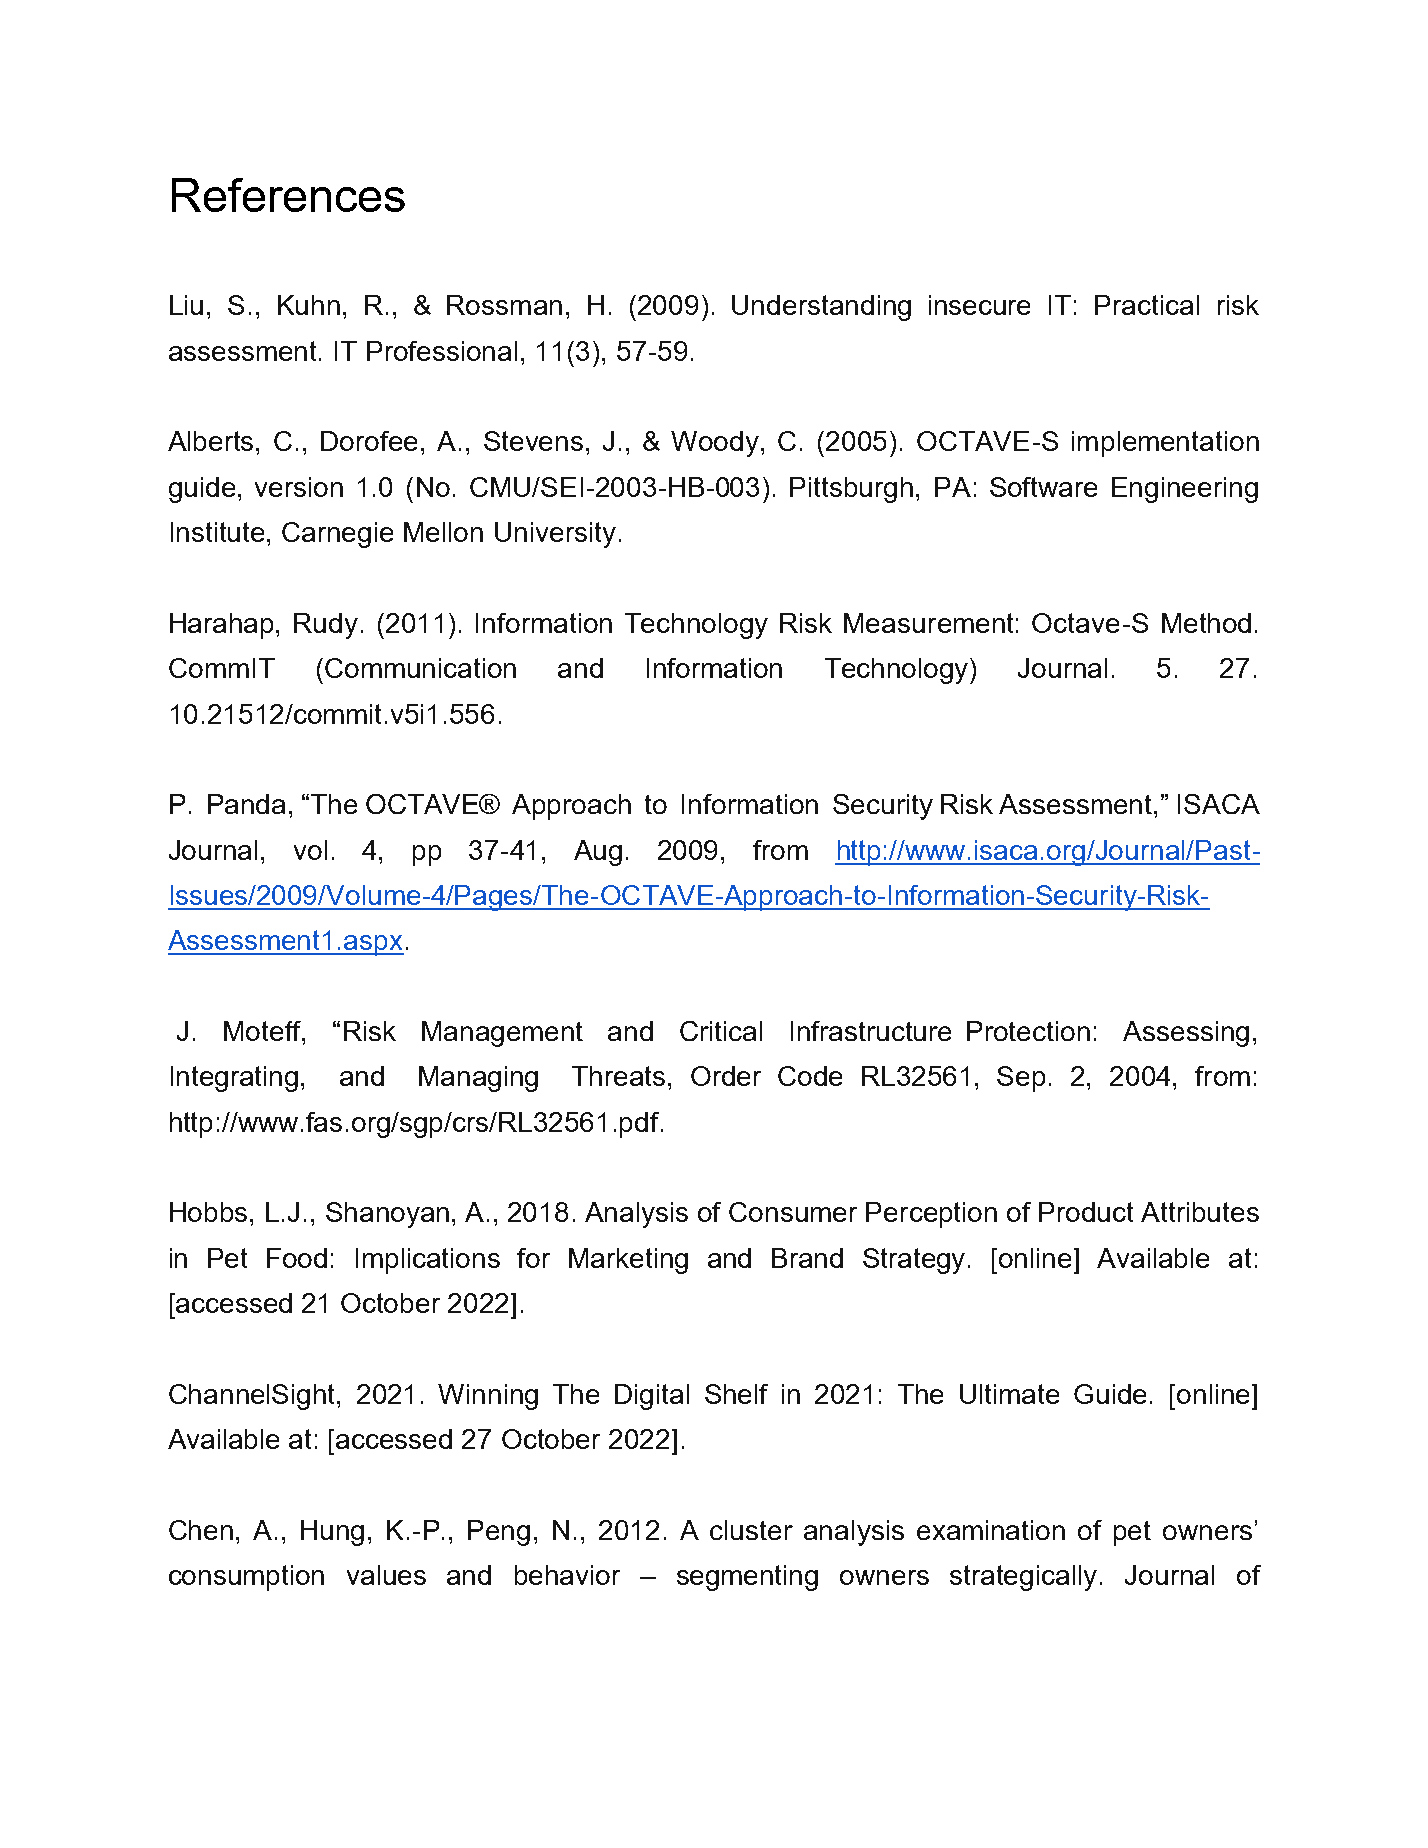 References
Liu, S., Kuhn, R., & Rossman, H. (2009). Understanding insecure IT: Practical risk
assessment. IT Professional, 11(3), 57-59.
Alberts, C., Dorofee, A., Stevens, J., & Woody, C. (2005). OCTAVE-S implementation
guide, version 1.0 (No. CMU/SEI-2003-HB-003). Pittsburgh, PA: Software Engineering
Institute, Carnegie Mellon University.
Harahap, Rudy. (2011). Information Technology Risk Measurement: Octave-S Method.
CommIT (Communication and Information Technology) Journal. 5. 27.
10.21512/commit.v5i1.556.
P. Panda, “The OCTAVE® Approach to Information Security Risk Assessment,” ISACA
Journal, vol. 4, pp 37-41, Aug. 2009, from http://www.isaca.org/Journal/Past-
Issues/2009/Volume-4/Pages/The-OCTAVE-Approach-to-Information-Security-Risk-
Assessment1.aspx.
J. Moteff, “Risk Management and Critical Infrastructure Protection: Assessing,
Integrating, and Managing Threats, Order Code RL32561, Sep. 2, 2004, from:
http://www.fas.org/sgp/crs/RL32561.pdf.
Hobbs, L.J., Shanoyan, A., 2018. Analysis of Consumer Perception of Product Attributes
in Pet Food: Implications for Marketing and Brand Strategy. [online] Available at:
[accessed 21 October 2022].
ChannelSight, 2021. Winning The Digital Shelf in 2021: The Ultimate Guide. [online]
Available at: [accessed 27 October 2022].
Chen, A., Hung, K.-P., Peng, N., 2012. A cluster analysis examination of pet owners’
consumption values and behavior – segmenting owners strategically. Journal of